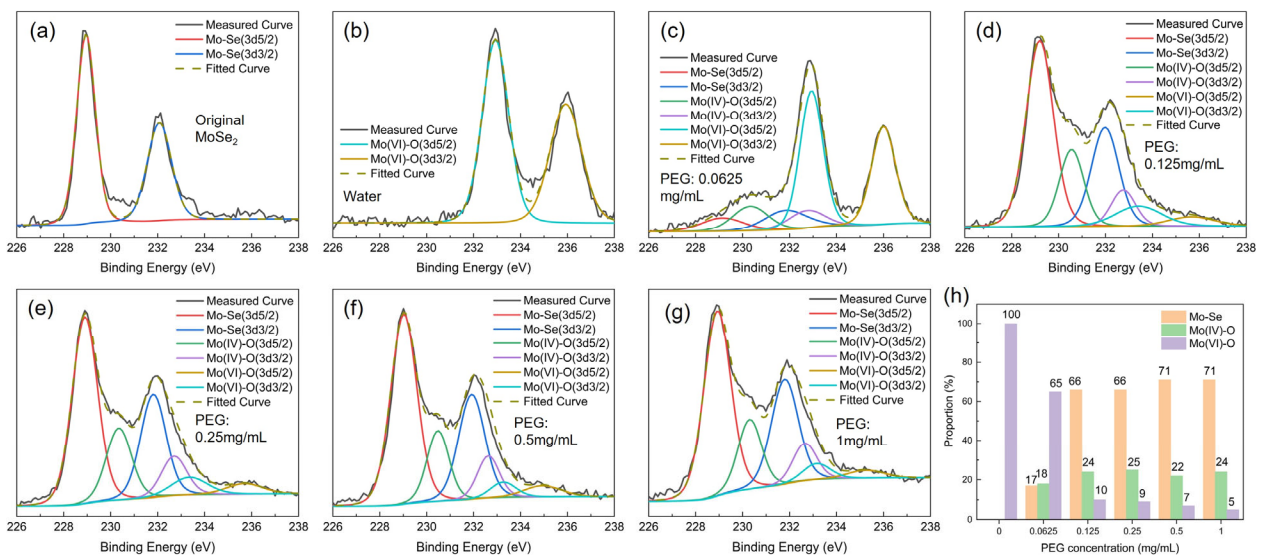 (a)
Measured Curve
Mo-Se(3d5/2)
Mo-Se(3d3/2)
Fitted Curve
Original
MoSe2
226 228 230 232 234 236 238
Binding Energy (eV)
(b)
Measured Curve
Mo(VI)-O(3d5/2)
Mo(VI)-O(3d3/2)
Fitted Curve
Water
226 228 230 232 234 236 238
Binding Energy (eV)
(c)
Measured Curve
Mo-Se(3d5/2)
Mo-Se(3d3/2)
Mo(IV)-O(3d5/2)
Mo(IV)-O(3d3/2)
Mo(VI)-O(3d5/2)
Mo(VI)-O(3d3/2)
Fitted Curve
PEG: 0.0625
mg/mL
226 228 230 232 234 236 238
Binding Energy (eV)
(d)
Measured Curve
Mo-Se(3d5/2)
Mo-Se(3d3/2)
Mo(IV)-O(3d5/2)
Mo(IV)-O(3d3/2)
Mo(VI)-O(3d5/2)
Mo(VI)-O(3d3/2)
Fitted Curve
PEG:
0.125mg/mL
226 228 230 232 234 236 238
Binding Energy (eV)
(e)
Measured Curve
Mo-Se(3d5/2)
Mo-Se(3d3/2)
Mo(IV)-O(3d5/2)
Mo(IV)-O(3d3/2)
Mo(VI)-O(3d5/2)
Mo(VI)-O(3d3/2)
Fitted Curve
PEG:
0.25mg/mL
226 228 230 232 234 236 238
Binding Energy (eV)
(f)
Measured Curve
Mo-Se(3d5/2)
Mo-Se(3d3/2)
Mo(IV)-O(3d5/2)
Mo(IV)-O(3d3/2)
Mo(VI)-O(3d5/2)
Mo(VI)-O(3d3/2)
Fitted Curve
PEG:
0.5mg/mL
226 228 230 232 234 236 238
Binding Energy (eV)
(g)
Measured Curve
Mo-Se(3d5/2)
Mo-Se(3d3/2)
Mo(IV)-O(3d5/2)
Mo(IV)-O(3d3/2)
Mo(VI)-O(3d5/2)
Mo(VI)-O(3d3/2)
Fitted Curve
PEG:
1mg/mL
226 228 230 232 234 236 238
Binding Energy (eV)
(h)
Mo-Se
Mo(IV)-O
Mo(VI)-O
Proportion (%)
100
80
60
40
20
0
100
17 18 65
66 24 10
66 25 9
71 22 7
71 24 5
0 0.0625 0.125 0.25 0.5 1
PEG concentration (mg/mL)